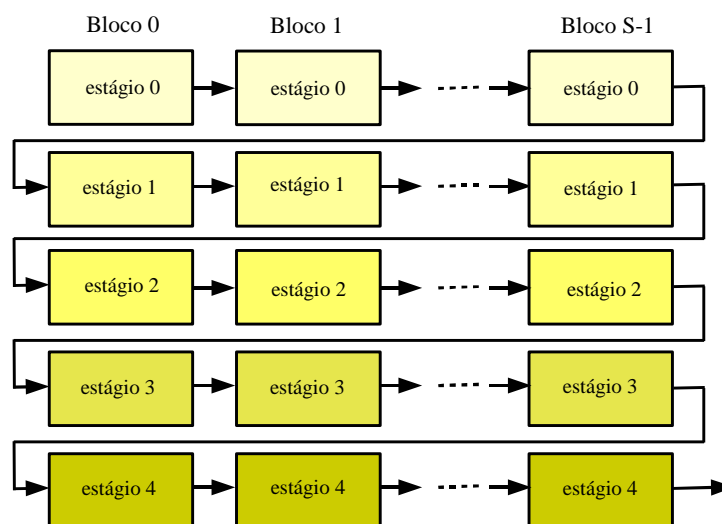 Bloco 0 Bloco 1 Bloco S-1
estágio 0 estágio 0 estágio 0
estágio 1 estágio 1 estágio 1
estágio 2 estágio 2 estágio 2
estágio 3 estágio 3 estágio 3
estágio 4 estágio 4 estágio 4